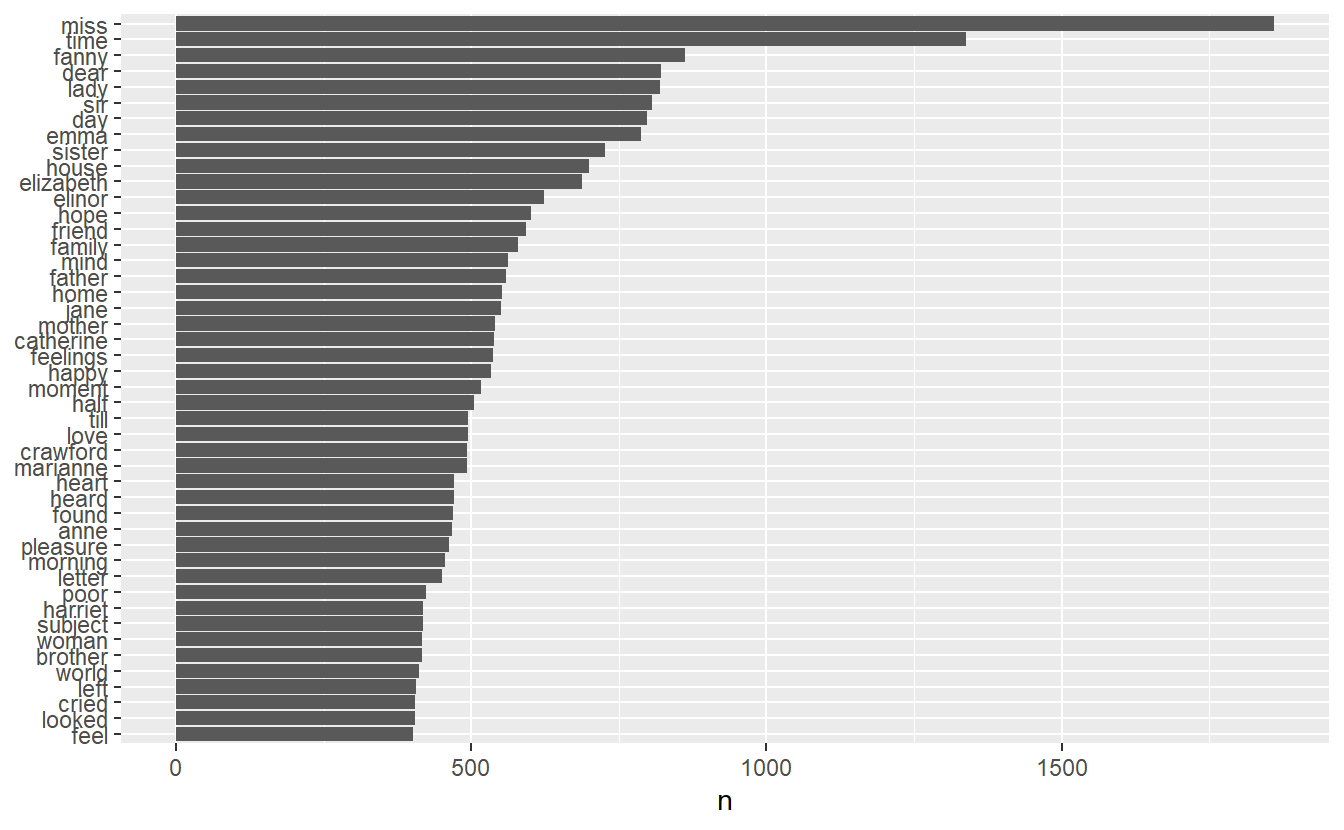 miss
time
fanny
dear
lady
sir
day
emma
sister
house
elizabeth
elinor
hope
friend
family
mind
father
home
jane
mother
catherine
feelings
happy
moment
half
till
love
crawford
marianne
heart
heard
found
anne
pleasure
morning
letter
poor
harriet
subject
woman
brother
world
left
cried
looked
feel
0 500 1000 1500
n